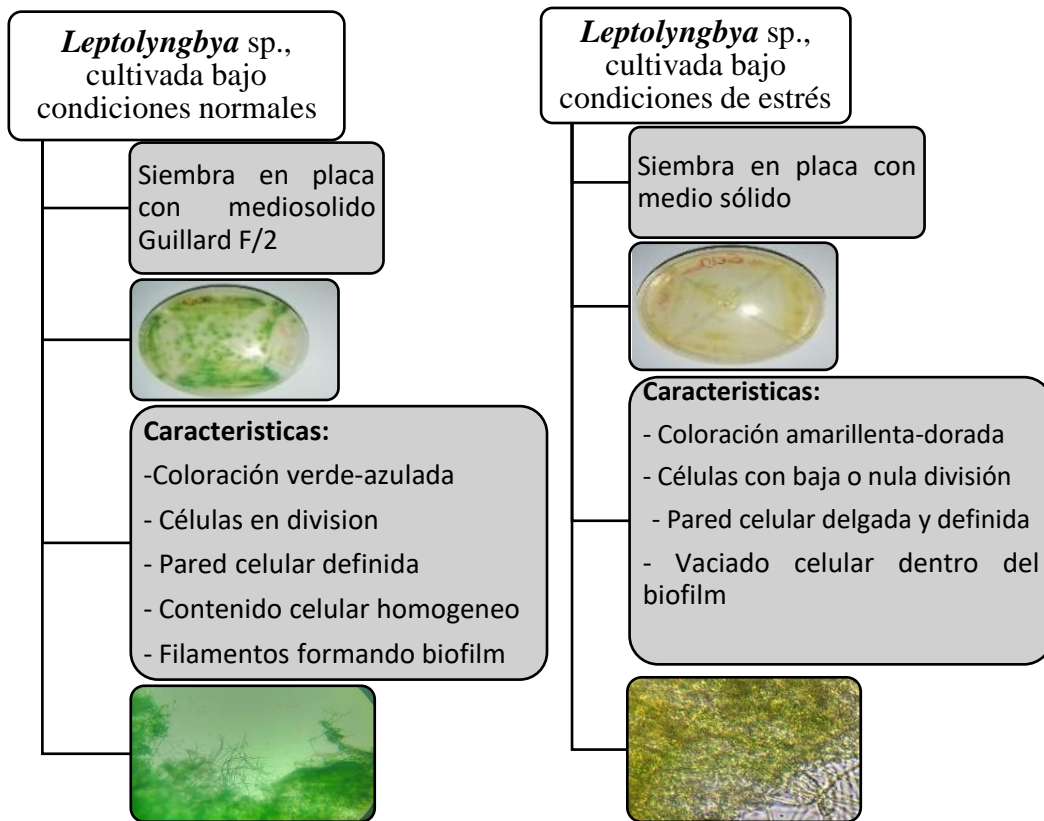 Leptolyngbya sp.,
cultivada bajo
condiciones normales
Siembra en placa
con mediosolido
Guillard F/2
Caracteristicas:
-Coloración verde-azulada
- Células en division
- Pared celular definida
- Contenido celular homogeneo
- Filamentos formando biofilm
Leptolyngbya sp.,
cultivada bajo
condiciones de estrés
Siembra en placa con
medio sólido
Caracteristicas:
- Coloración amarillenta-dorada
- Células con baja o nula división
- Pared celular delgada y definida
- Vaciado celular dentro del
biofilm